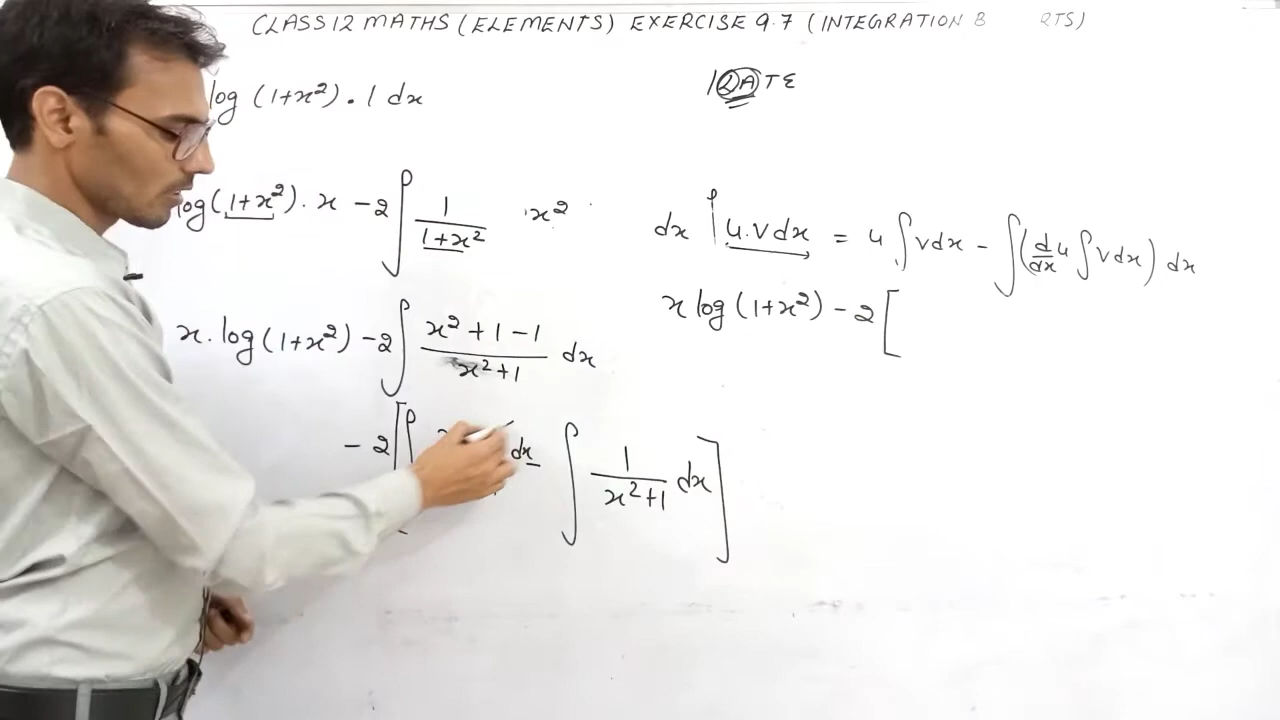 CLASS 12 MATHS (ELEMENTS) EXERCISE 9.7 (INTEGRATION B RTS)
ILATE
log (1+x²) . 1 dx
log(1+x²). x - 2∫ 1/(1+x²) . x² . dx
∫u.v dx = u ∫v dx - ∫(d/dx u ∫v dx) dx
x log(1+x²) - 2[
x. log(1+x²) - 2∫ (x²+1-1)/(x²+1) dx
- 2[∫ dx ∫ 1/(x²+1) dx]